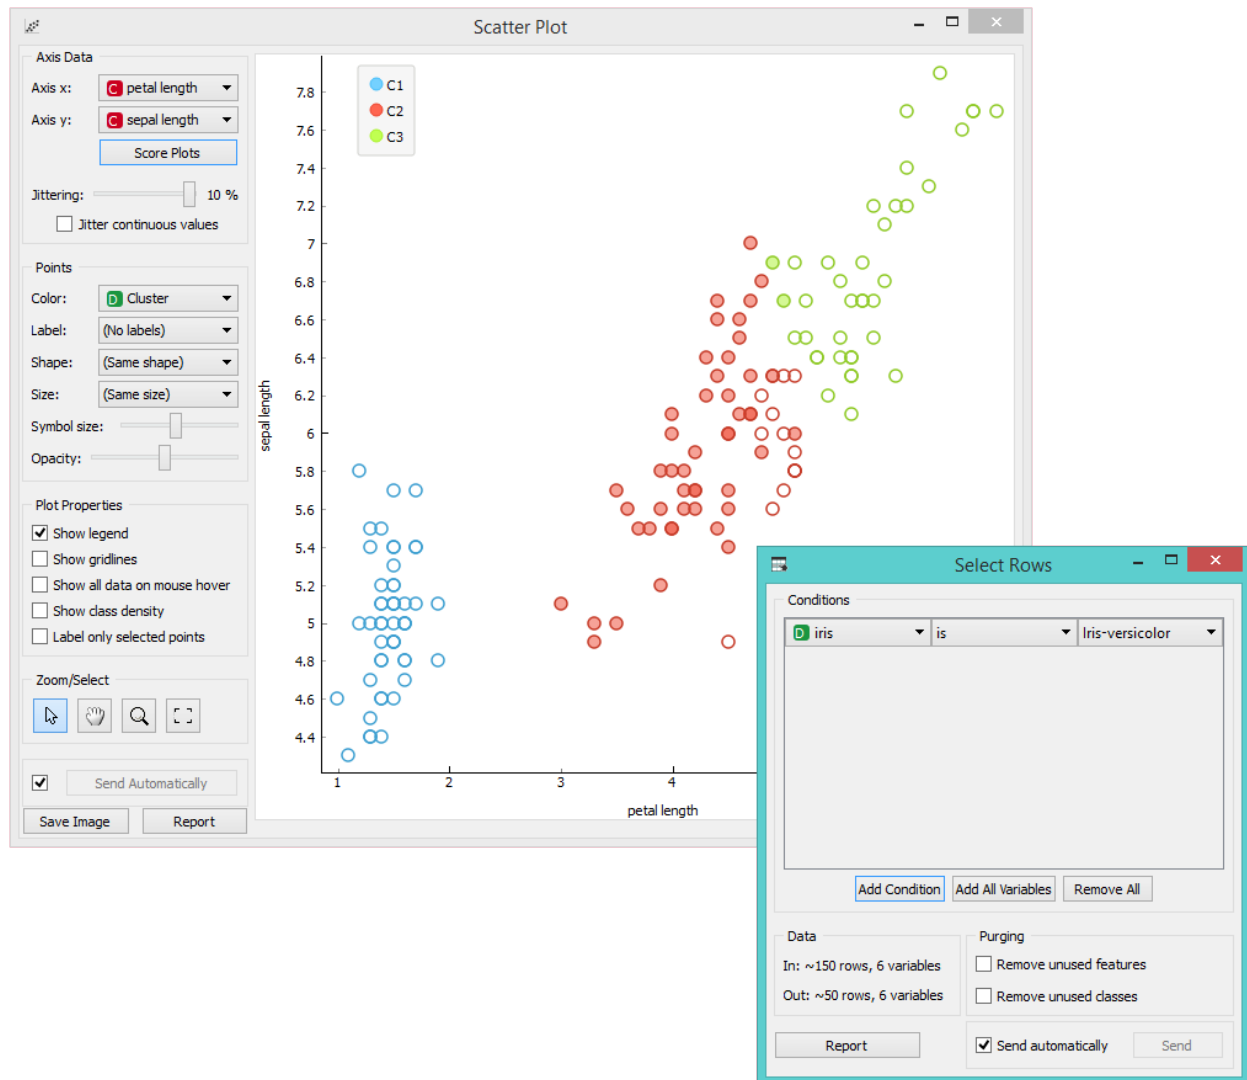 Scatter Plot
Axis Data
Axis x: C petal length
Axis y: C sepal length
Score Plots
Jittering: 10 %
Jitter continuous values
Points
Color: D Cluster
Label: (No labels)
Shape: (Same shape)
Size: (Same size)
Symbol size:
Opacity:
Plot Properties
Show legend
Show gridlines
Show all data on mouse hover
Show class density
Label only selected points
Zoom/Select
Send Automatically
Save Image Report
C1
C2
C3
7.8
7.6
7.4
7.2
7
6.8
6.6
6.4
6.2
6
5.8
5.6
5.4
5.2
5
4.8
4.6
4.4
sepal length
1 2 3 4
petal length
Select Rows
Conditions
D iris is Iris-versicolor
Add Condition Add All Variables Remove All
Data
In: ~150 rows, 6 variables
Out: ~50 rows, 6 variables
Purging
Remove unused features
Remove unused classes
Report
Send automatically Send